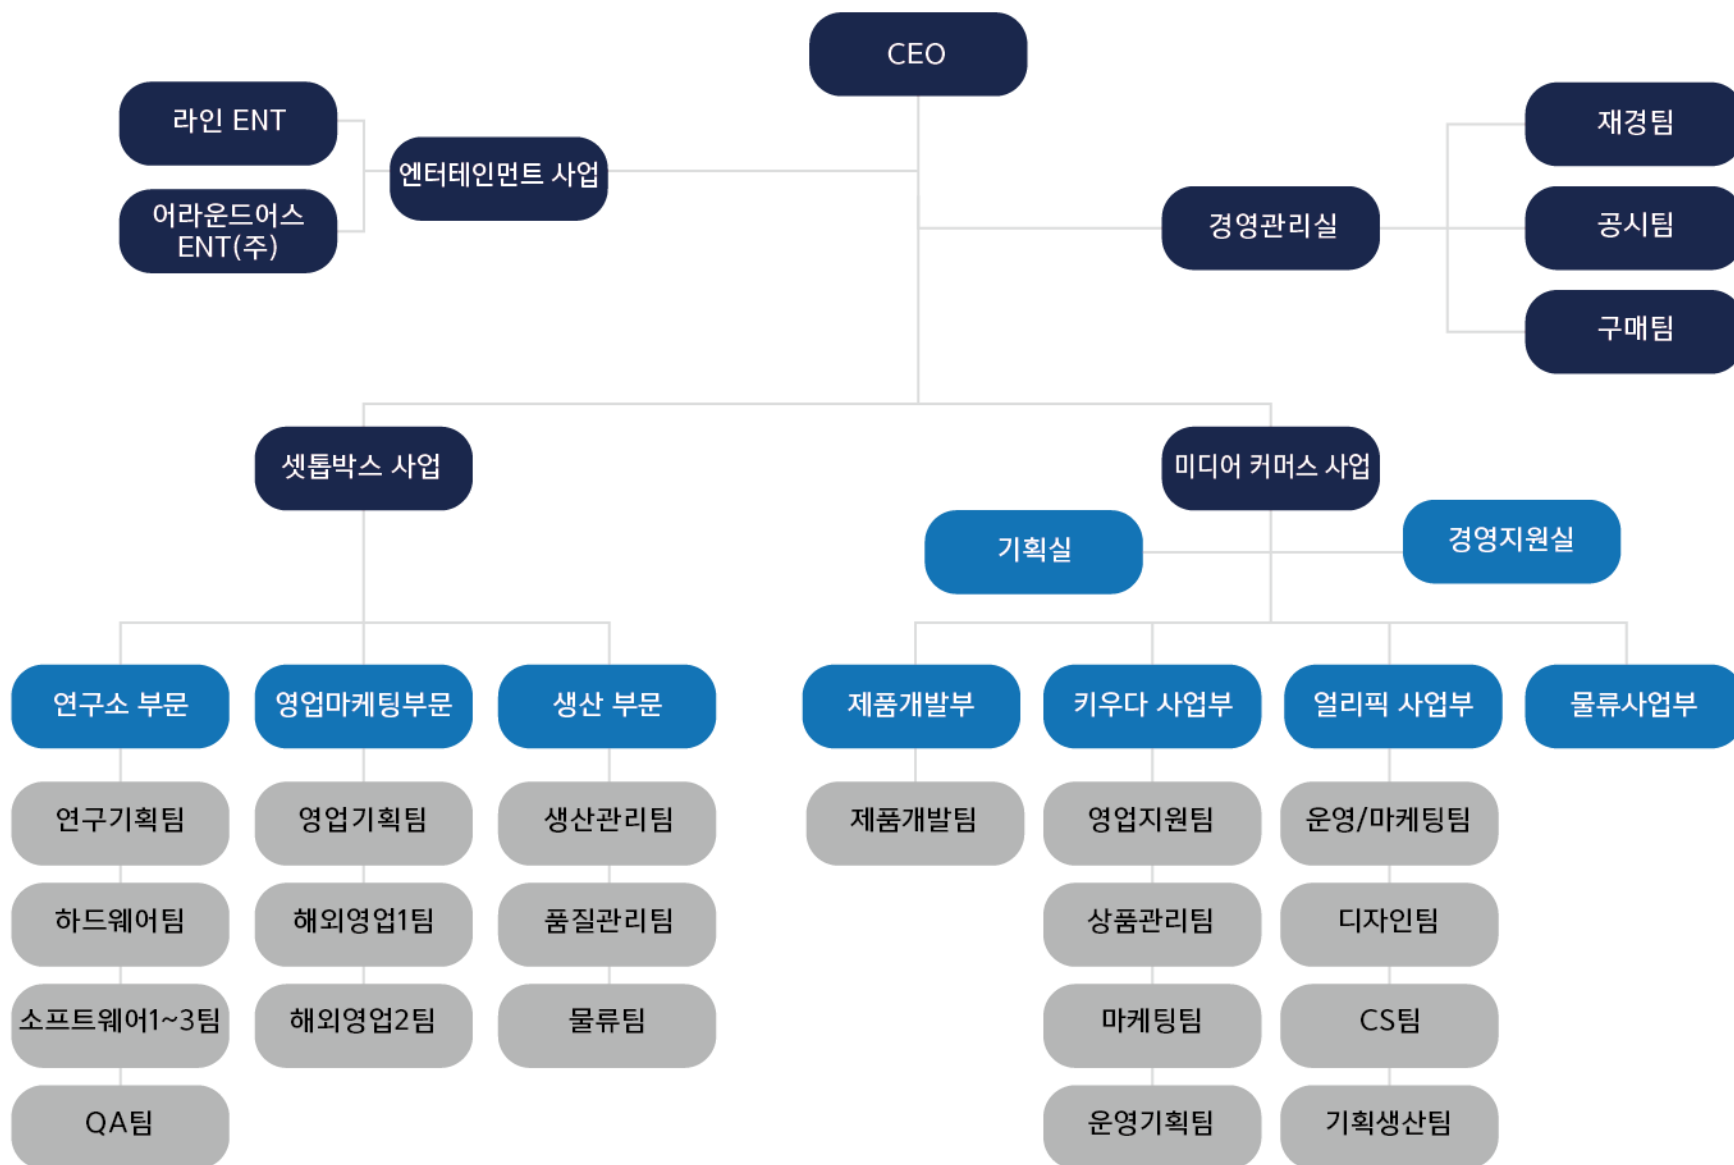 CEO
라인 ENT
어라운드어스
ENT(주)
엔터테인먼트 사업
경영관리실
재경팀
공시팀
구매팀
셋톱박스 사업
미디어 커머스 사업
기획실
경영지원실
연구소 부문
영업마케팅부문
생산 부문
제품개발부
키우다 사업부
얼리픽 사업부
물류사업부
연구기획팀
영업기획팀
생산관리팀
제품개발팀
영업지원팀
운영/마케팅팀
하드웨어팀
해외영업1팀
품질관리팀
상품관리팀
디자인팀
소프트웨어1~3팀
해외영업2팀
물류팀
마케팅팀
CS팀
QA팀
운영기획팀
기획생산팀